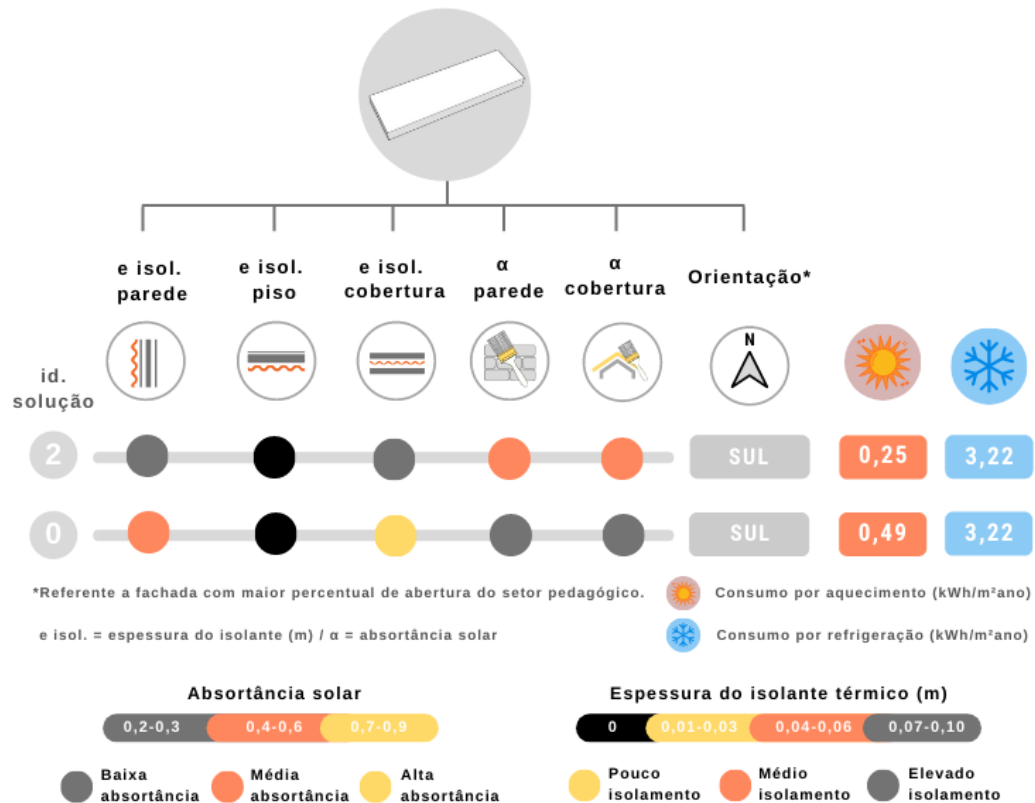 e isol.
parede
e isol.
piso
e isol.
cobertura
α
parede
α
cobertura
Orientação*
N
id.
solução
2
SUL
0,25
3,22
0
SUL
0,49
3,22
*Referente a fachada com maior percentual de abertura do setor pedagógico.
Consumo por aquecimento (kWh/m²ano)
e isol. = espessura do isolante (m) / α = absortância solar
Consumo por refrigeração (kWh/m²ano)
Absortância solar
0,2-0,3
0,4-0,6
0,7-0,9
Baixa
absortância
Média
absortância
Alta
absortância
Espessura do isolante térmico (m)
0
0,01-0,03
0,04-0,06
0,07-0,10
Pouco
isolamento
Médio
isolamento
Elevado
isolamento